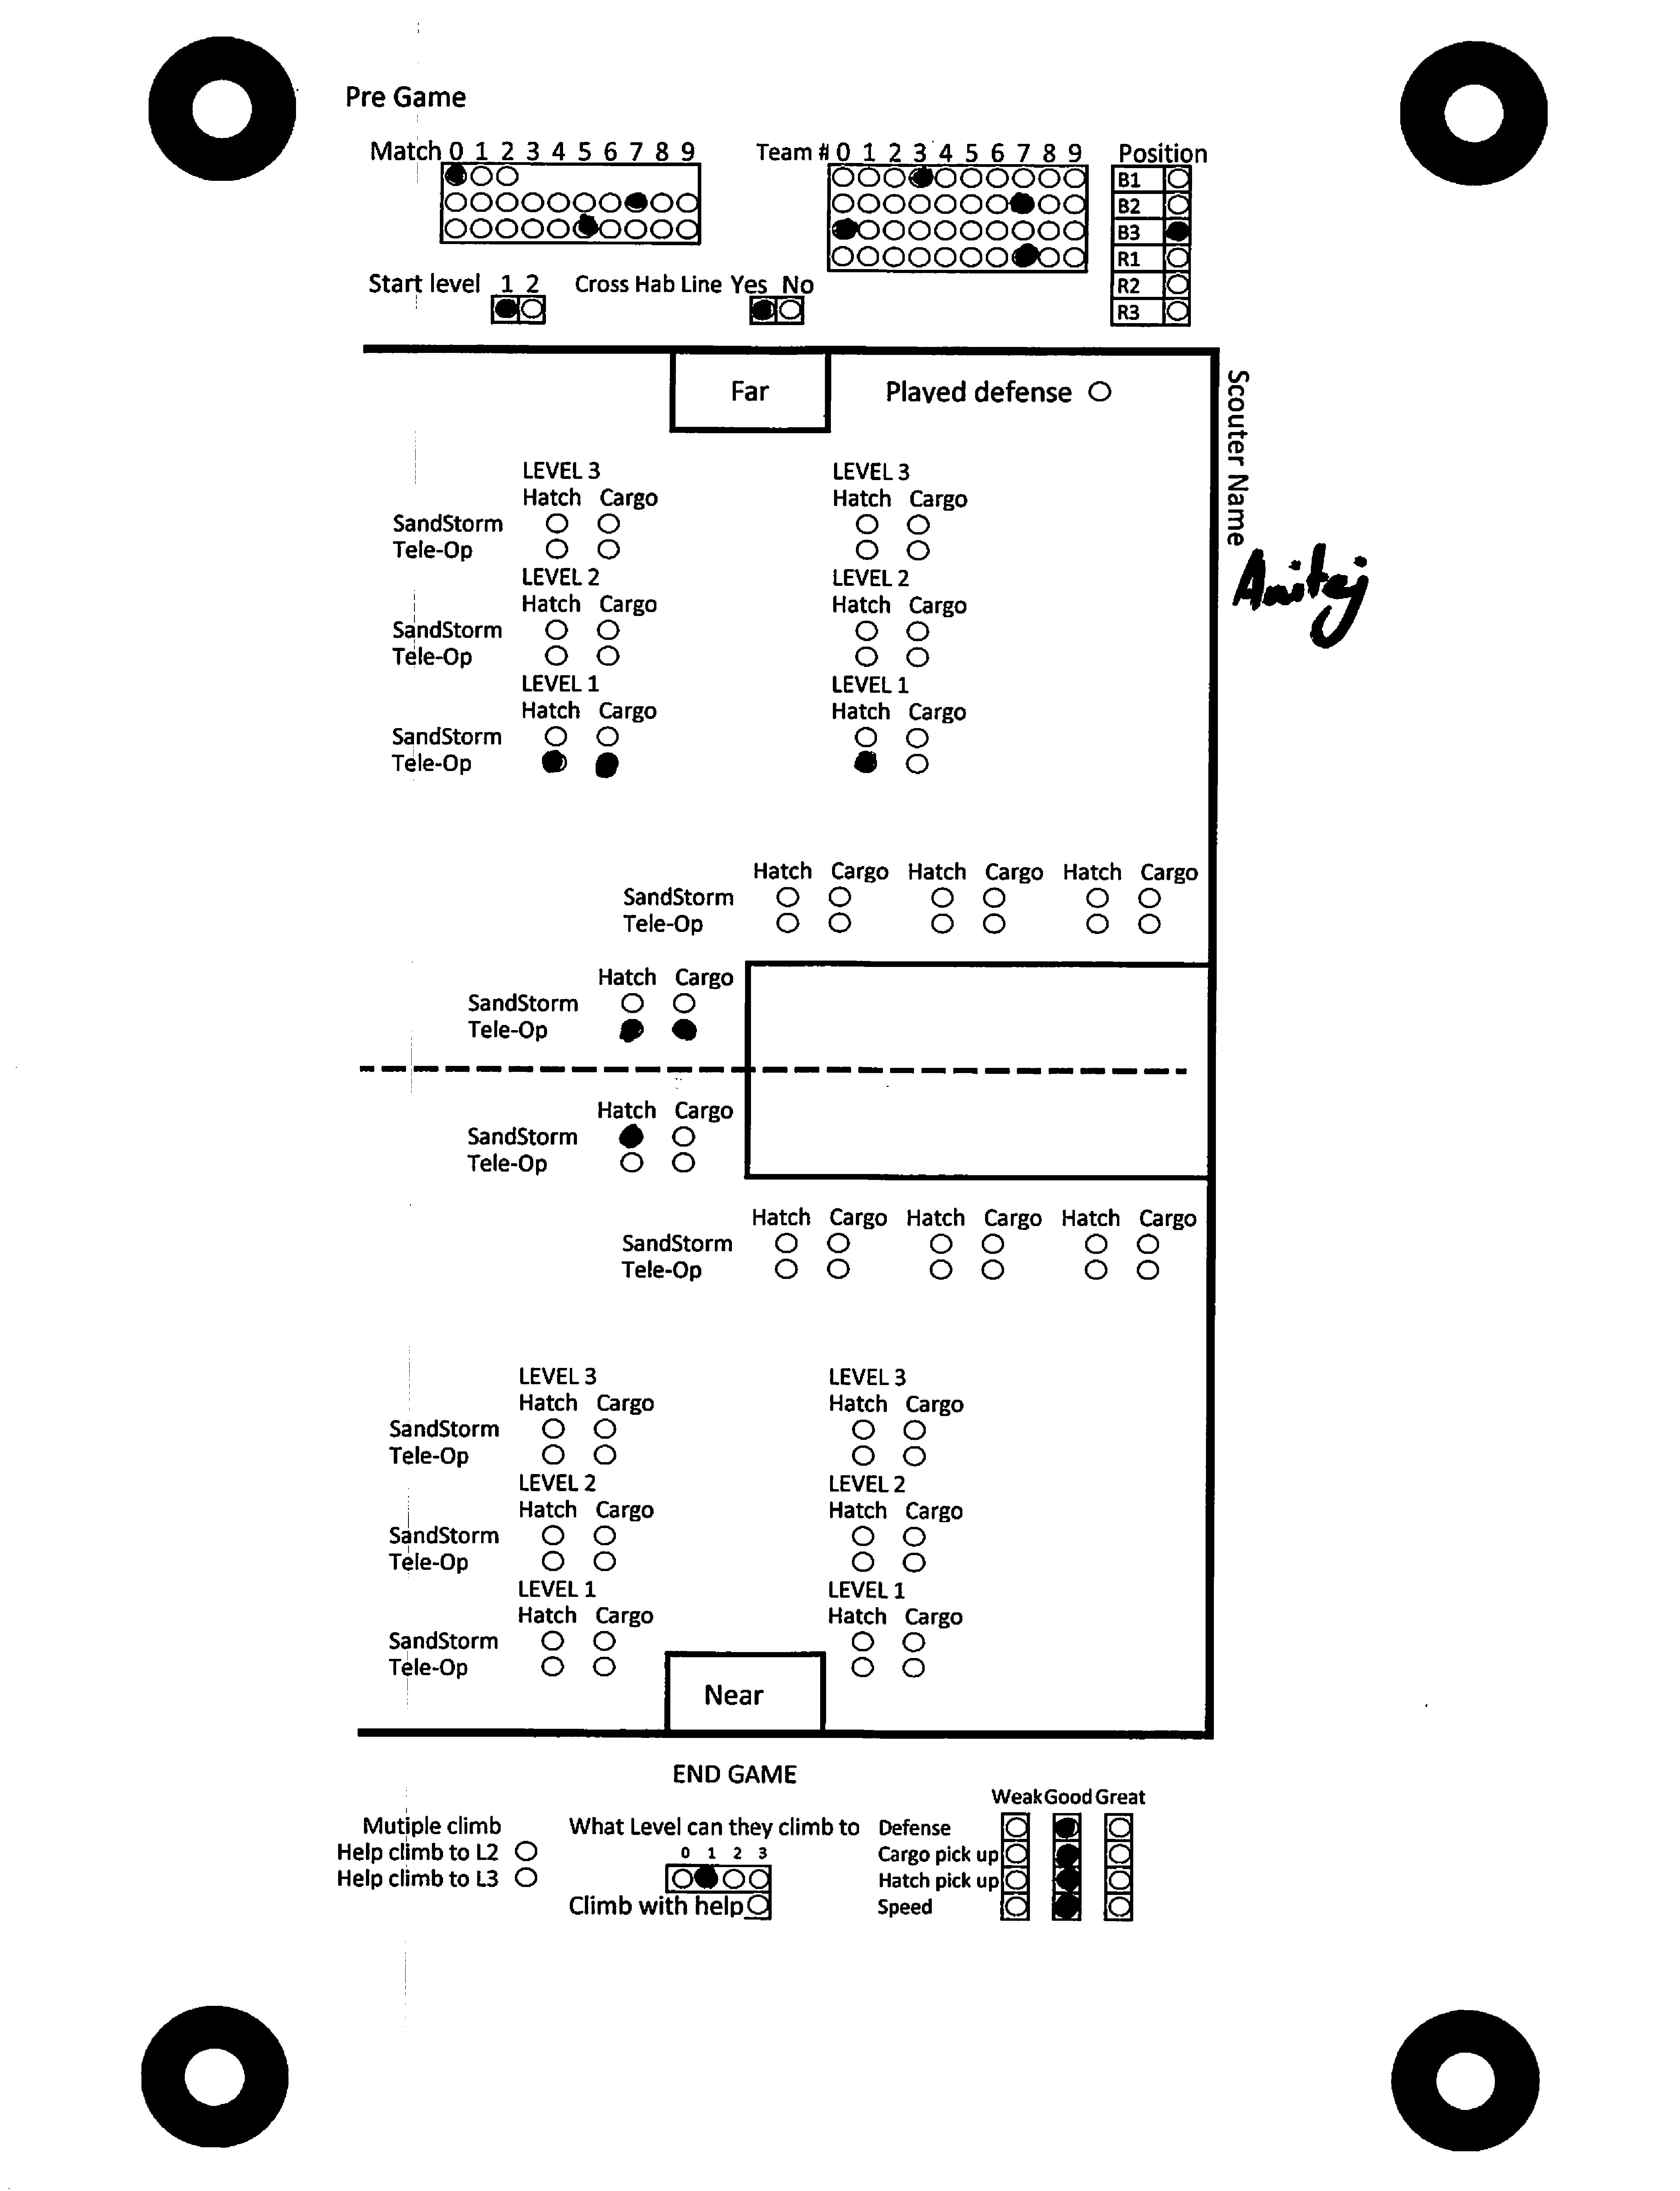 Pre Game
Match 0 1 2 3 4 5 6 7 8 9
Team # 0 1 2 3 4 5 6 7 8 9
Position
B1
B2
B3
R1
R2
R3
Start level 1 2
Cross Hab Line Yes No
Far
Played defense
Scouter Name
Anitej
LEVEL 3 LEVEL 3
Hatch Cargo Hatch Cargo
SandStorm
Tele-Op
LEVEL 2 LEVEL 2
Hatch Cargo Hatch Cargo
SandStorm
Tele-Op
LEVEL 1 LEVEL 1
Hatch Cargo Hatch Cargo
SandStorm
Tele-Op
Hatch Cargo Hatch Cargo Hatch Cargo
SandStorm
Tele-Op
Hatch Cargo
SandStorm
Tele-Op
Hatch Cargo
SandStorm
Tele-Op
Hatch Cargo Hatch Cargo Hatch Cargo
SandStorm
Tele-Op
LEVEL 3 LEVEL 3
Hatch Cargo Hatch Cargo
SandStorm
Tele-Op
LEVEL 2 LEVEL 2
Hatch Cargo Hatch Cargo
SandStorm
Tele-Op
LEVEL 1 LEVEL 1
Hatch Cargo Hatch Cargo
SandStorm
Tele-Op
Near
END GAME
Mutiple climb
Help climb to L2
Help climb to L3
What Level can they climb to
0 1 2 3
Climb with help
Weak Good Great
Defense
Cargo pick up
Hatch pick up
Speed